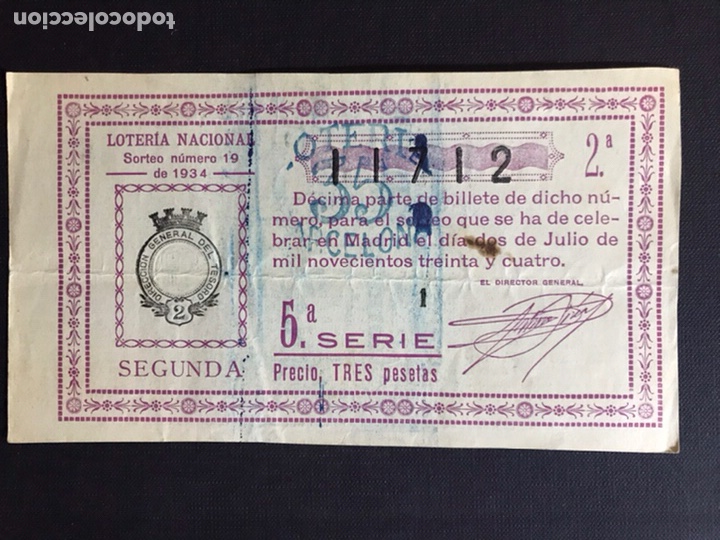 todocoleccion
LOTERÍA NACIONAL
Sorteo número 19
de 1934
11712
2.ª
Décima parte de billete de dicho nú-
mero, para el sorteo que se ha de cele-
brar en Madrid el día dos de Julio de
mil novecientos treinta y cuatro.
EL DIRECTOR GENERAL,
DIRECCIÓN GENERAL DEL TESORO
2
SEGUNDA
1
5.ª SERIE
Precio, TRES pesetas